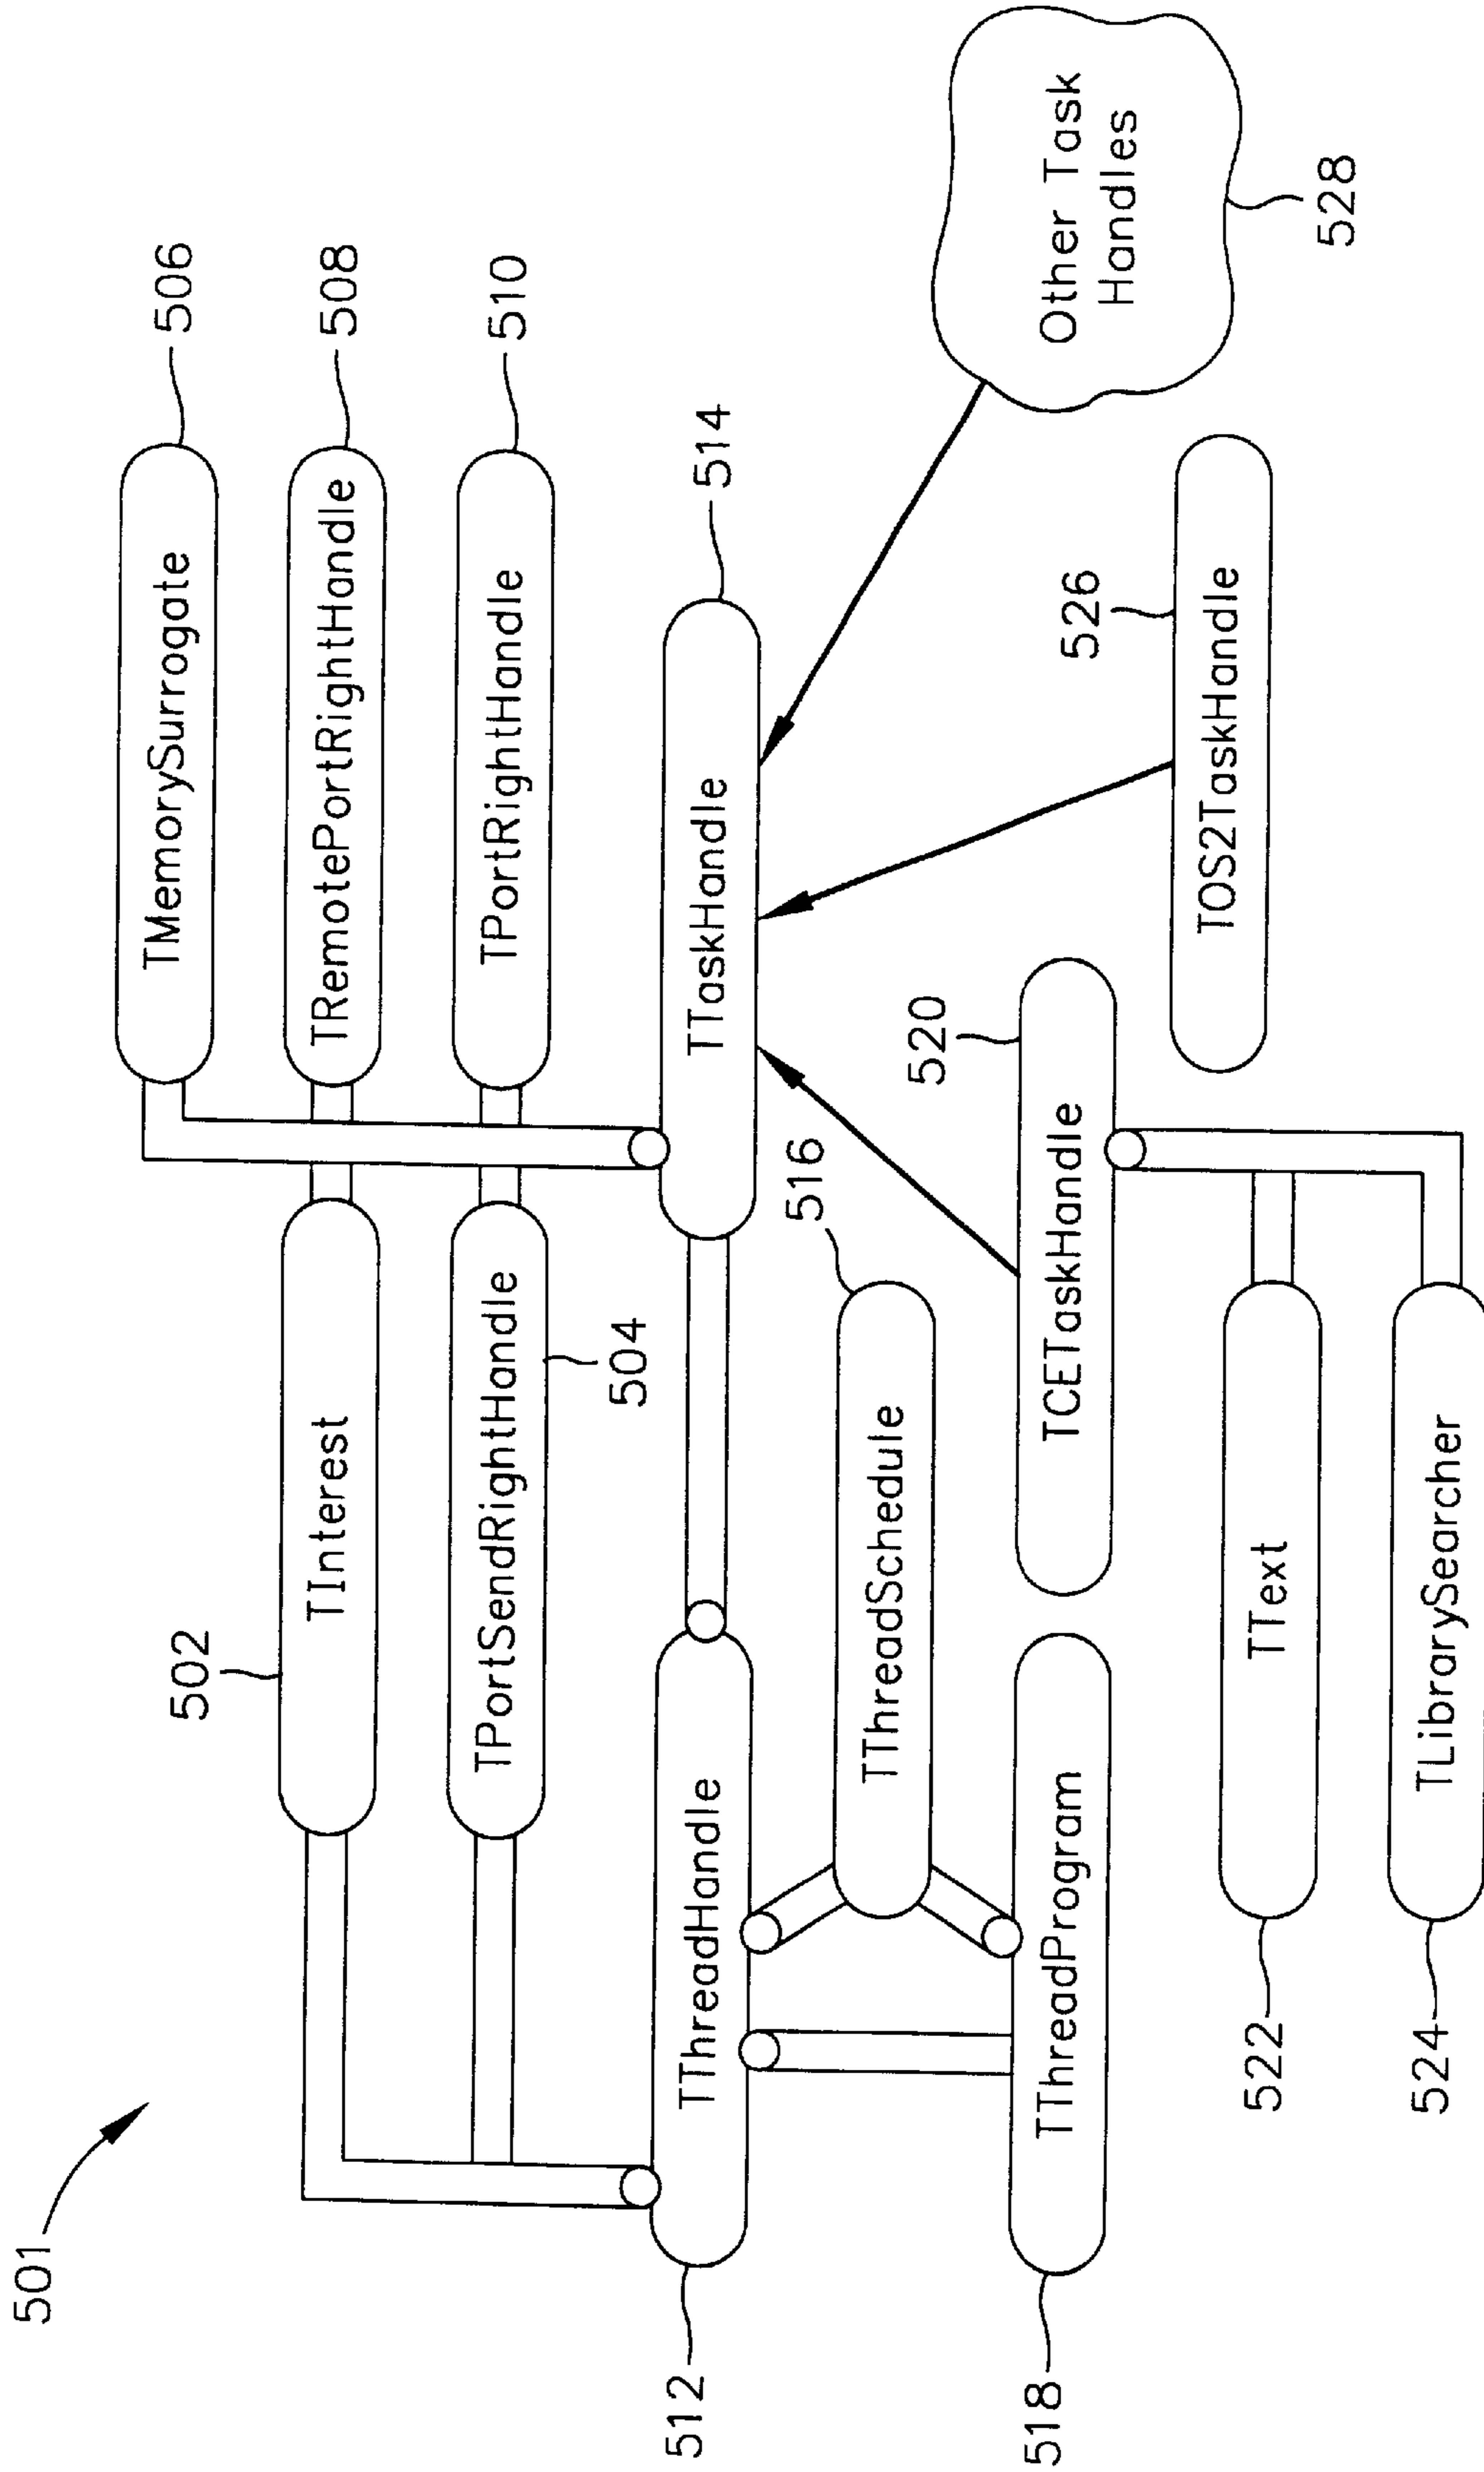 501
TMemorySurrogate
506
502
TInterest
TRemotePortRightHandle
508
TPortSendRightHandle
504
TPortRightHandle
510
512
TThreadHandle
TTaskHandle
514
516
TThreadSchedule
518
TThreadProgram
520
TCETaskHandle
Other Task
Handles
528
526
TOS2TaskHandle
522
TText
524
TLibrarySearcher